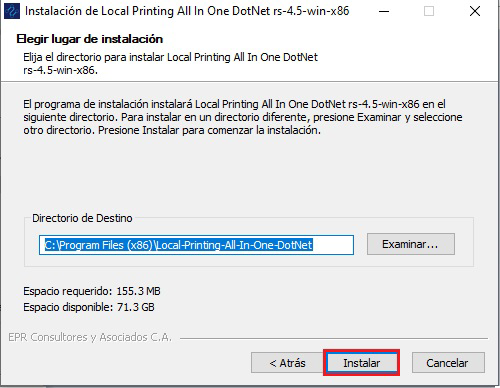 Instalación de Local Printing All In One DotNet rs-4.5-win-x86
Elegir lugar de instalación
Elija el directorio para instalar Local Printing All In One DotNet
rs-4.5-win-x86.
El programa de instalación instalará Local Printing All In One DotNet rs-4.5-win-x86 en el
siguiente directorio. Para instalar en un directorio diferente, presione Examinar y seleccione
otro directorio. Presione Instalar para comenzar la instalación.
Directorio de Destino
C:\Program Files (x86)\Local-Printing-All-In-One-DotNet
Examinar...
Espacio requerido: 155.3 MB
Espacio disponible: 71.3 GB
EPR Consultores y Asociados C.A.
< Atrás
Instalar
Cancelar